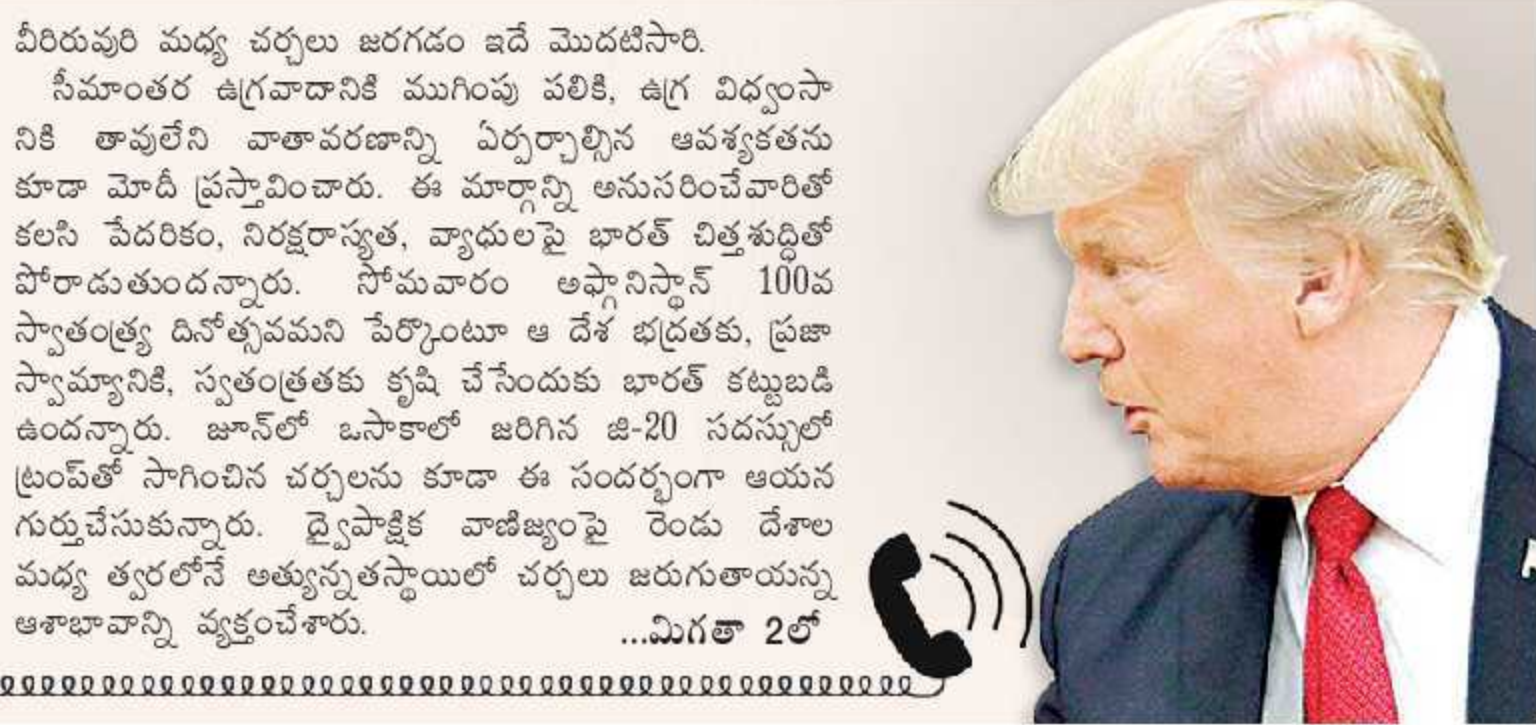 వీరిరువురి మధ్య చర్చలు జరగడం ఇదే మొదటిసారి.
సీమాంతర ఉగ్రవాదానికి ముగింపు పలికి, ఉగ్ర విధ్వంసా
నికి తావులేని వాతావరణాన్ని ఏర్పర్చాల్సిన ఆవశ్యకతను
కూడా మోదీ ప్రస్తావించారు. ఈ మార్గాన్ని అనుసరించేవారితో
కలసి పేదరికం, నిరక్షరాస్యత, వ్యాధులపై భారత్ చిత్తశుద్ధితో
పోరాడుతుందన్నారు. సోమవారం అఫ్గానిస్థాన్ 100వ
స్వాతంత్ర్య దినోత్సవమని పేర్కొంటూ ఆ దేశ భద్రతకు, ప్రజా
స్వామ్యానికి, స్వతంత్రతకు కృషి చేసేందుకు భారత్ కట్టుబడి
ఉందన్నారు. జూన్‌లో ఒసాకాలో జరిగిన జి-20 సదస్సులో
ట్రంప్‌తో సాగించిన చర్చలను కూడా ఈ సందర్భంగా ఆయన
గుర్తుచేసుకున్నారు. ద్వైపాక్షిక వాణిజ్యంపై రెండు దేశాల
మధ్య త్వరలోనే అత్యున్నతస్థాయిలో చర్చలు జరుగుతాయన్న
ఆశాభావాన్ని వ్యక్తంచేశారు. ...మిగతా 2లో